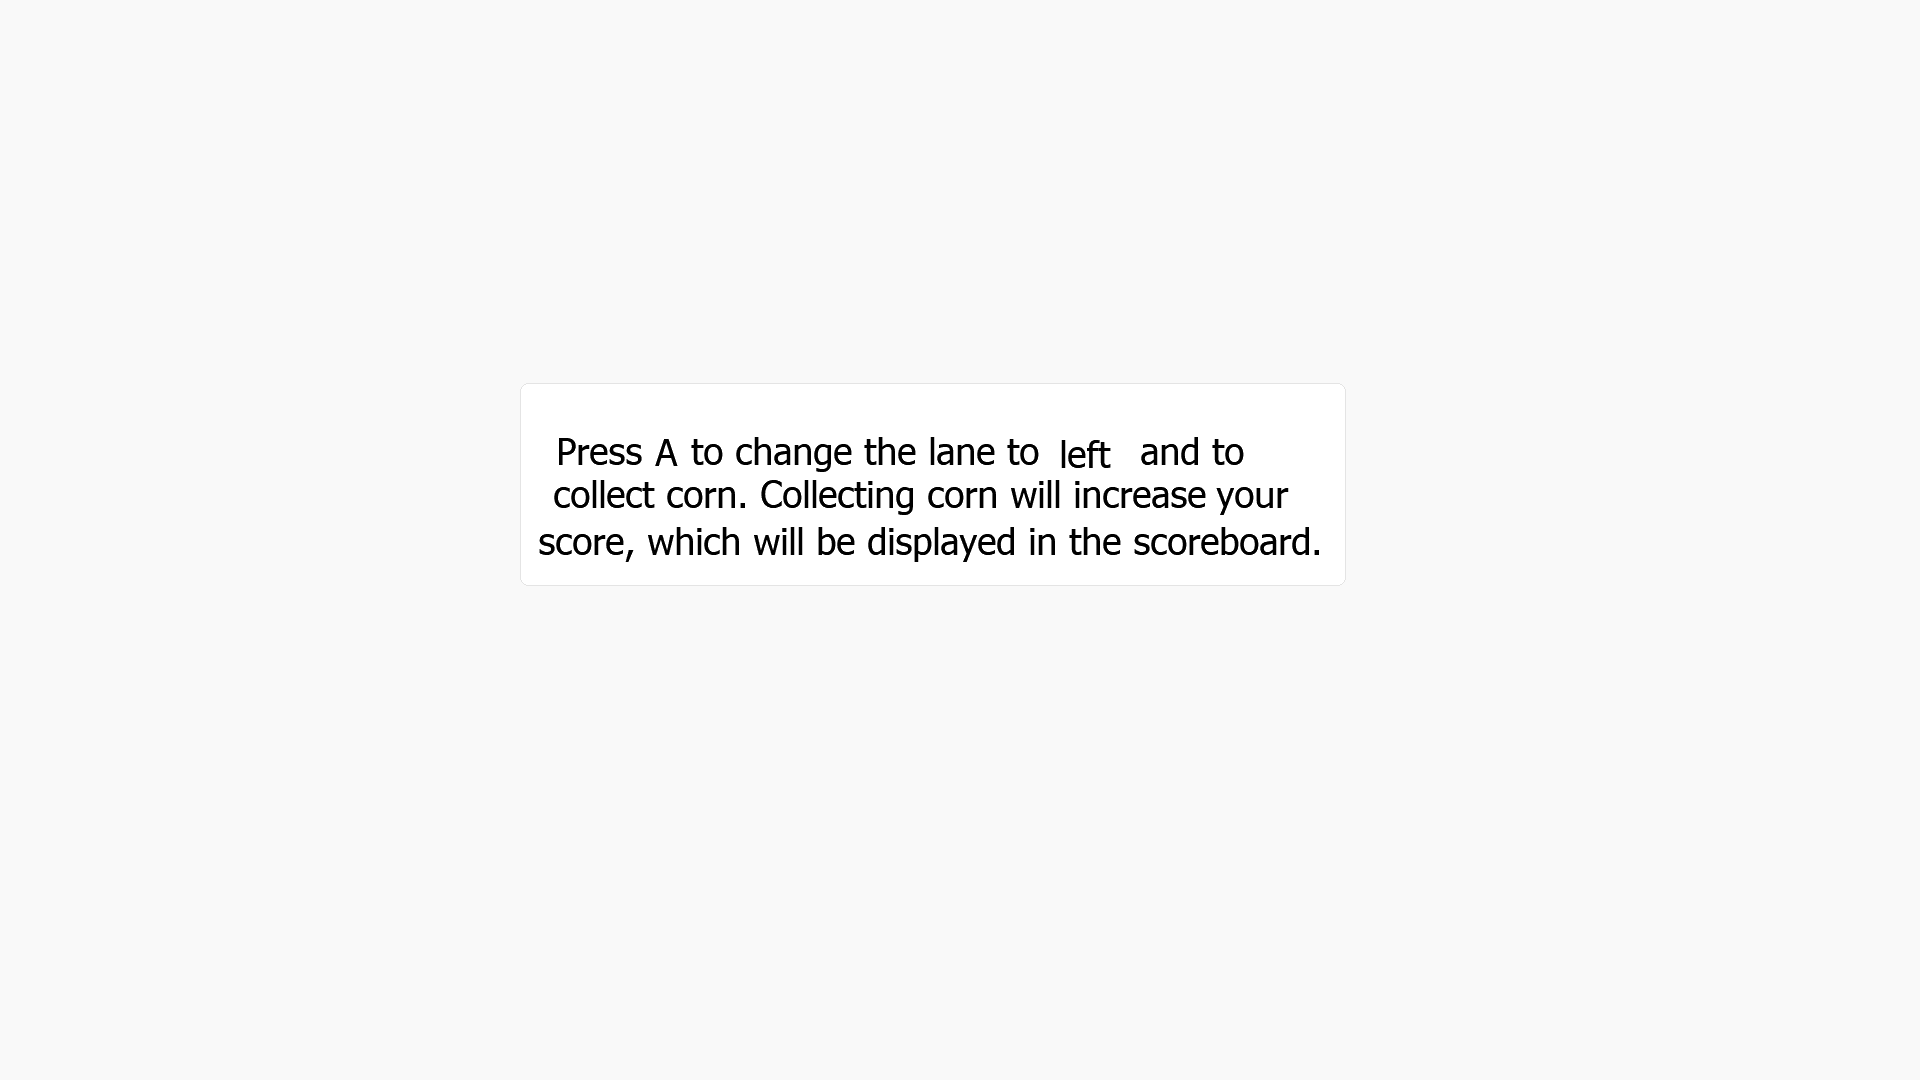 Press A to change the lane to left and to
collect corn. Collecting corn will increase your
score, which will be displayed in the scoreboard.